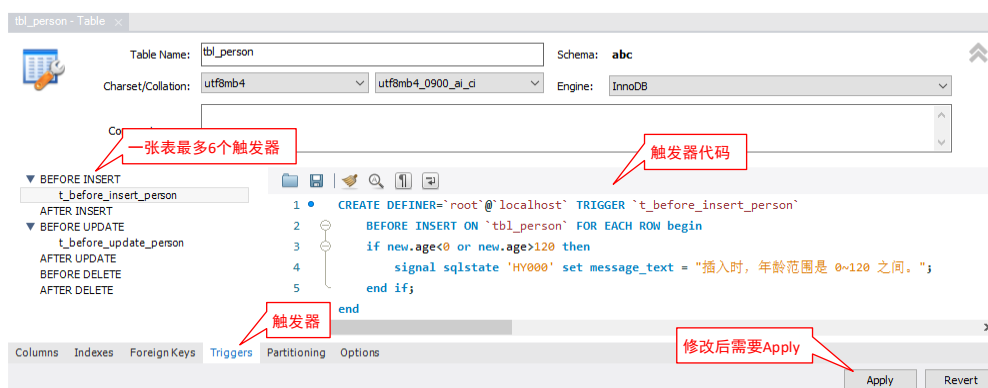 tbl_person - Table ×
Table Name: tbl_person Schema: abc
Charset/Collation: utf8mb4 utf8mb4_0900_ai_ci Engine: InnoDB
一张表最多6个触发器
触发器代码
BEFORE INSERT
t_before_insert_person
AFTER INSERT
BEFORE UPDATE
t_before_update_person
AFTER UPDATE
BEFORE DELETE
AFTER DELETE
1 CREATE DEFINER=`root`@`localhost` TRIGGER `t_before_insert_person`
2 BEFORE INSERT ON `tbl_person` FOR EACH ROW begin
3 if new.age<0 or new.age>120 then
4 signal sqlstate 'HY000' set message_text = "插入时，年龄范围是 0~120 之间。";
5 end if;
end
触发器
修改后需要Apply
Columns Indexes Foreign Keys Triggers Partitioning Options
Apply Revert